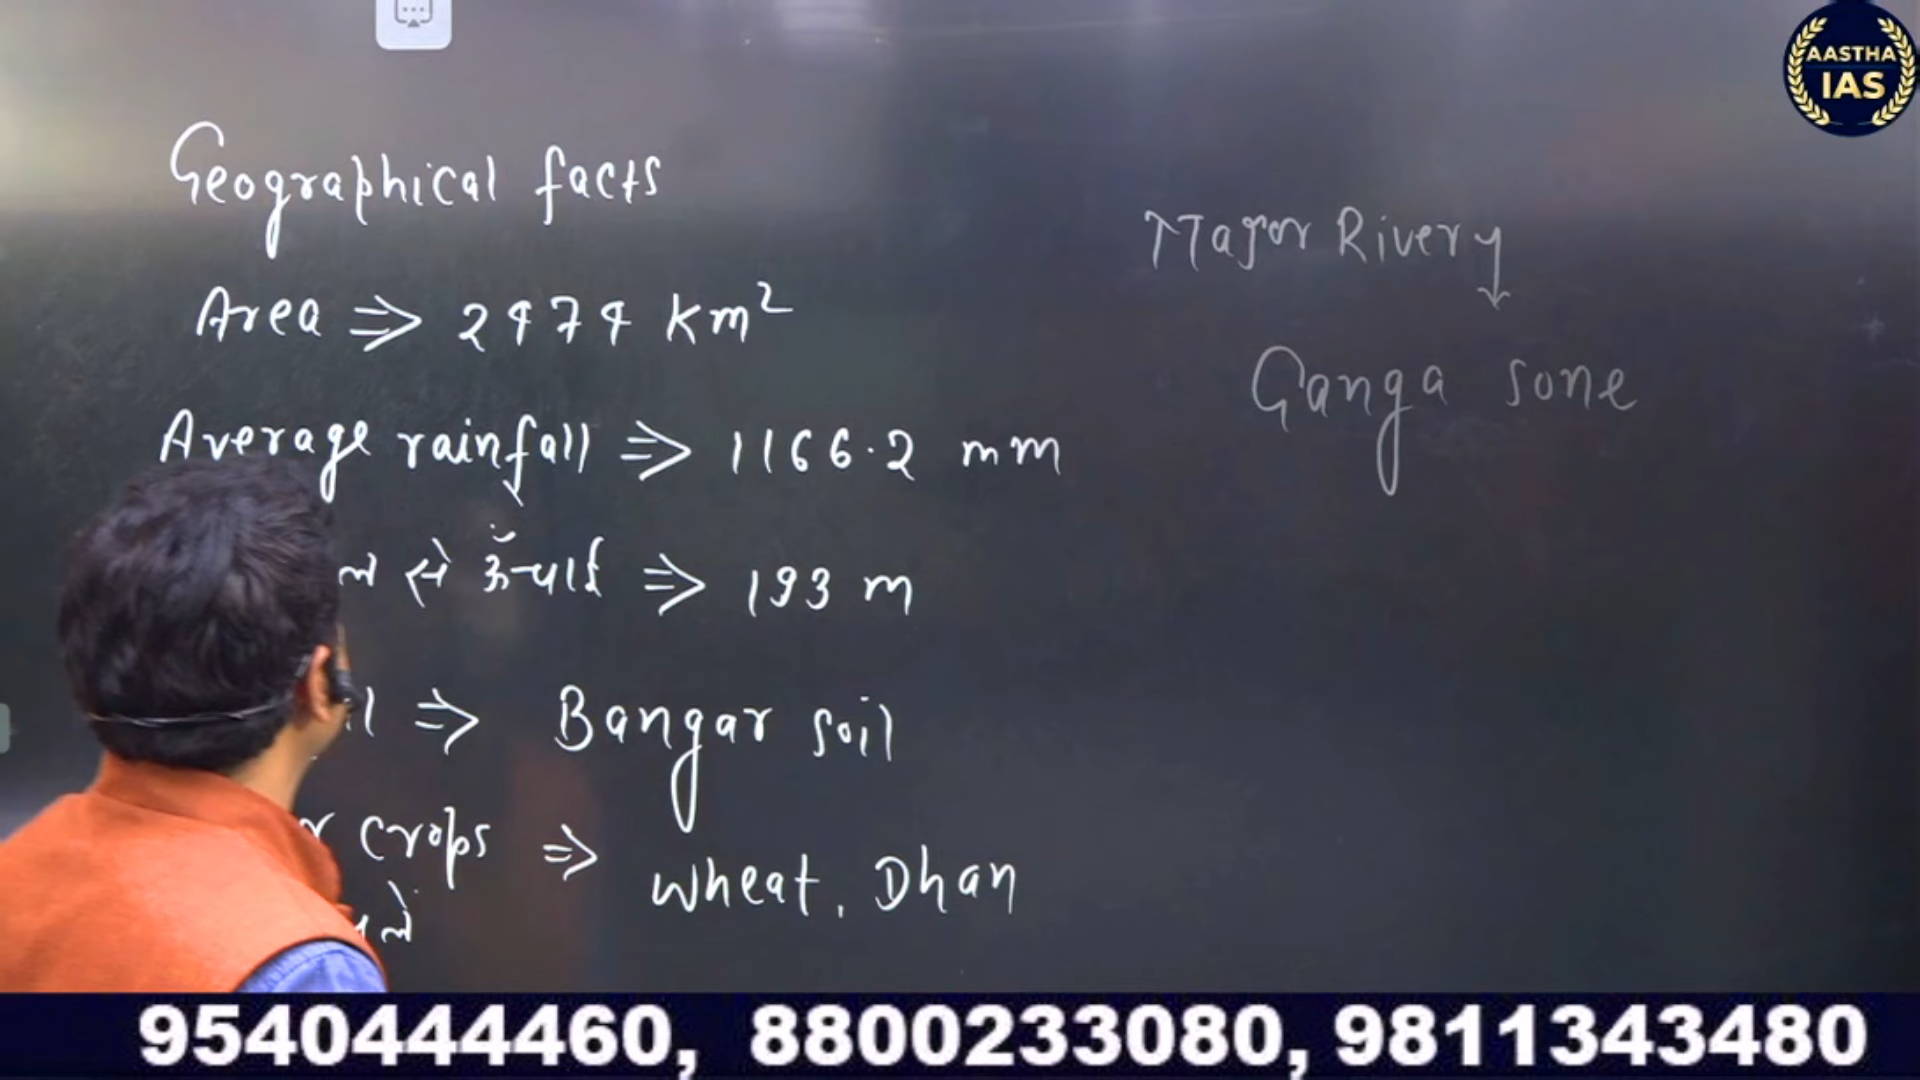 AASTHA
IAS
Geographical facts
Area ⇒ 2474 Km²
Average rainfall ⇒ 1166.2 mm
से ऊँचाई ⇒ 193 m
⇒ Bangar soil
crops ⇒ Wheat, Dhan
Major Rivery
Ganga sone
9540444460, 8800233080, 9811343480